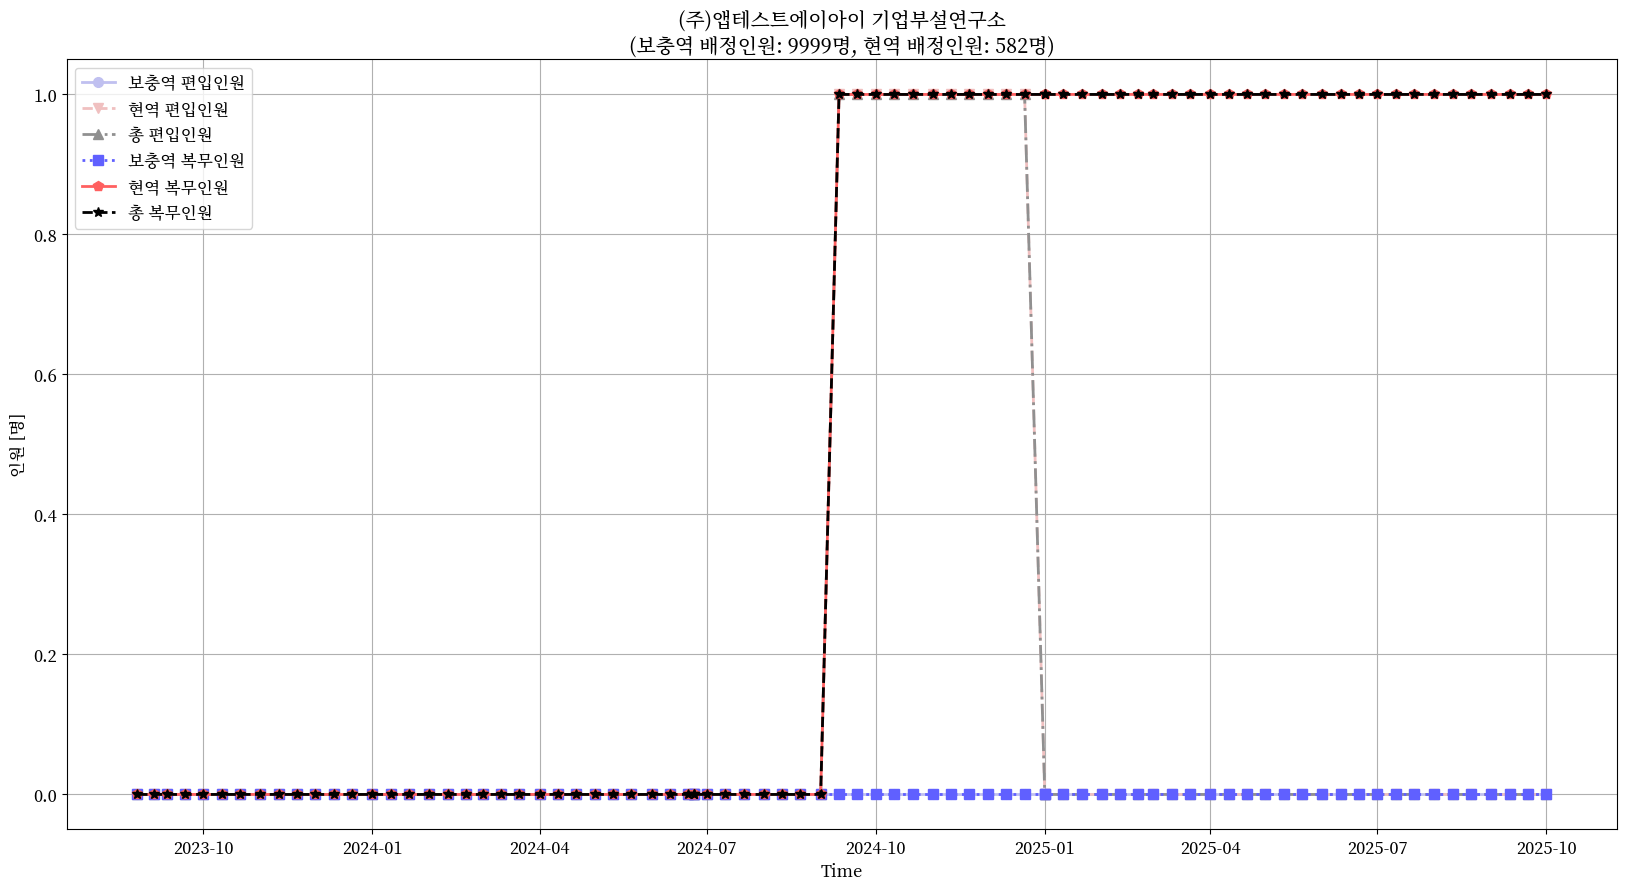 (주)앱테스트에이아이 기업부설연구소
(보충역 배정인원: 9999명, 현역 배정인원: 582명)
보충역 편입인원
현역 편입인원
총 편입인원
보충역 복무인원
현역 복무인원
총 복무인원
1.0
0.8
0.6
0.4
0.2
0.0
인원 [명]
2023-10
2024-01
2024-04
2024-07
2024-10
2025-01
2025-04
2025-07
2025-10
Time